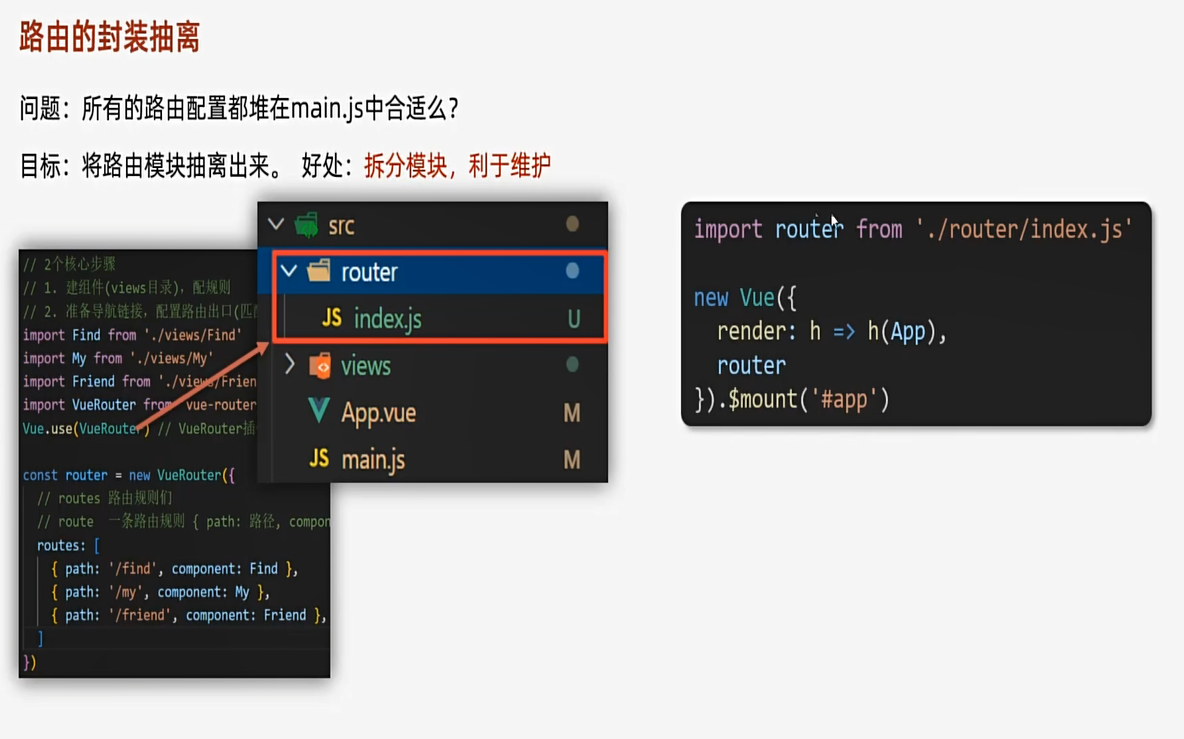 路由的封装抽离
问题：所有的路由配置都堆在main.js中合适么？
目标：将路由模块抽离出来。 好处：拆分模块，利于维护
// 2个核心步骤
// 1. 建组件(views目录)，配规则
// 2. 准备导航链接，配置路由出口(匹
import Find from './views/Find'
import My from './views/My'
import Friend from './views/Frien
import VueRouter from 'vue-router
Vue.use(VueRouter) // VueRouter插
const router = new VueRouter({
// routes 路由规则们
// route 一条路由规则 { path: 路径, compon
routes: [
{ path: '/find', component: Find },
{ path: '/my', component: My },
{ path: '/friend', component: Friend },
]
})
src
router
JS index.js U
views
App.vue M
JS main.js M
import router from './router/index.js'
new Vue({
render: h => h(App),
router
}).$mount('#app')